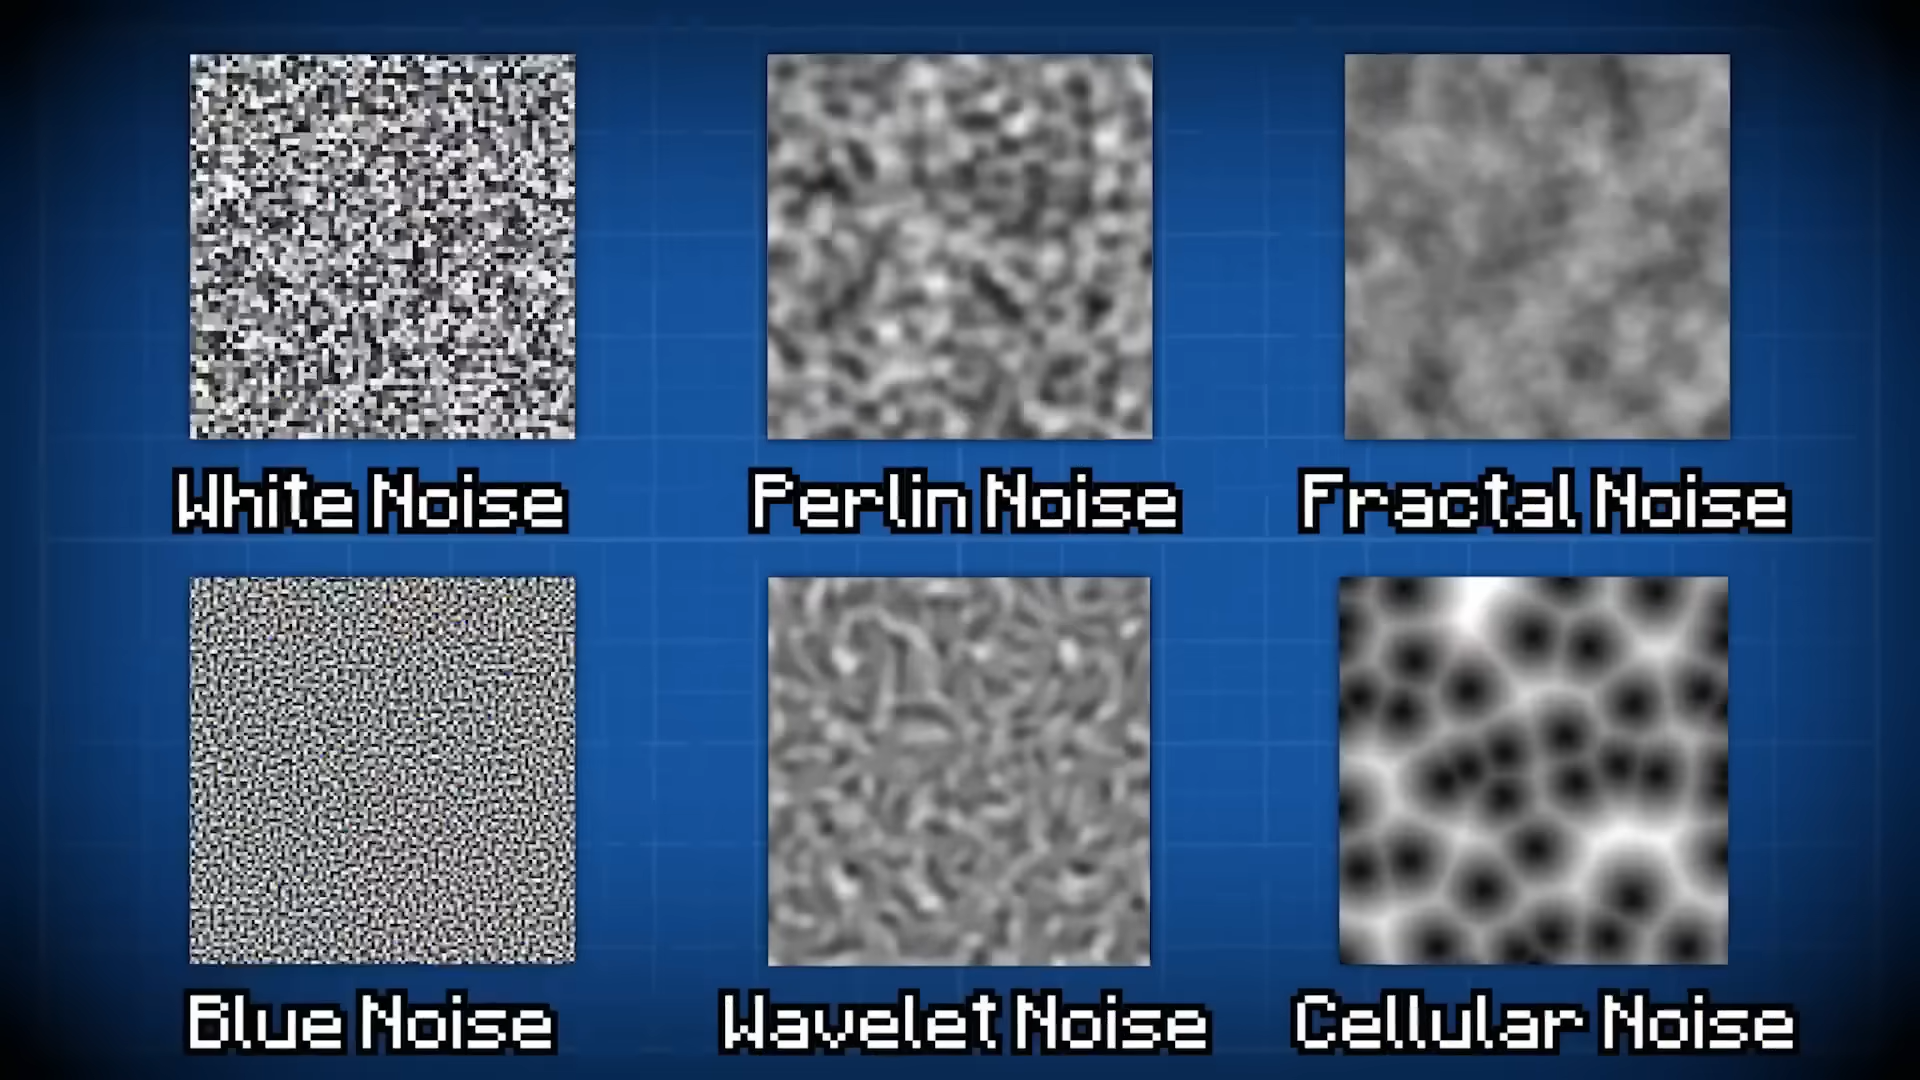 White Noise
Perlin Noise
Fractal Noise
Blue Noise
Wavelet Noise
Cellular Noise